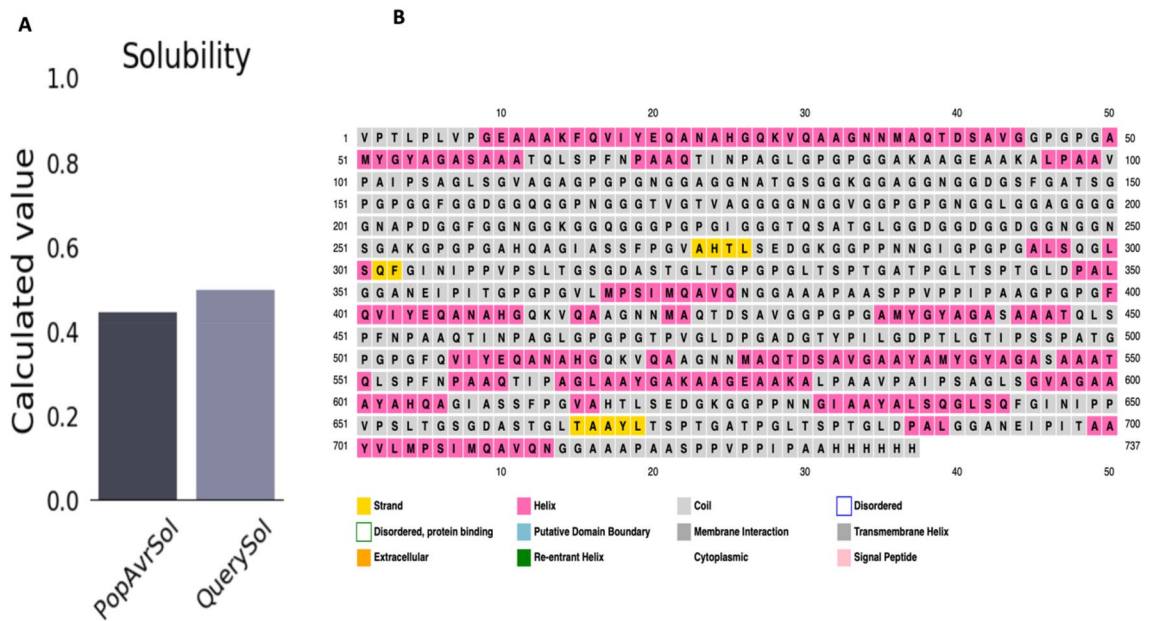 A
B
Solubility
1.0
0.8
0.6
0.4
0.2
0.0
Calculated value
PopAvrSol
QuerySol
10 20 30 40 50
1 V P T L P L V P G E A A A K F Q V I Y E Q A N A H G Q K V Q A A G N N M A Q T D S A V G G P G P G A 50
51 M Y G Y A G A S A A A T Q L S P F N P A A Q T I N P A G L G P G P G G A K A A G E A A K A L P A A V 100
101 P A I P S A G L S G V A G A G P G P G N G G A G G N A T G S G G K G G A G G N G G D G S F G A T S G 150
151 P G P G G F G G D G G Q G G P N G G G T V G T V A G G G G N G G V G G P G P G N G G L G G A G G G G 200
201 G N A P D G G F G G N G G K G G Q G G G P G P G I G G G T Q S A T G L G G D G G D G G D G G N G G N 250
251 S G A K G P G P G A H Q A G I A S S F P G V A H T L S E D G K G G P P N N G I G P G P G A L S Q G L 300
301 S Q F G I N I P P V P S L T G S G D A S T G L T G P G P G L T S P T G A T P G L T S P T G L D P A L 350
351 G G A N E I P I T G P G P G V L M P S I M Q A V Q N G G A A A P A A S P P V P P I P A A G P G P G F 400
401 Q V I Y E Q A N A H G Q K V Q A A G N N M A Q T D S A V G G P G P G A M Y G Y A G A S A A A T Q L S 450
451 P F N P A A Q T I N P A G L G P G P G T P V G L D P G A D G T Y P I L D P T L G T I P S S P A T G 500
501 P G P G F Q V I Y E Q A N A H G Q K V Q A A G N N M A Q T D S A V G A A Y A M Y G Y A G A S A A A T 550
551 Q L S P F N P A A Q T I P A G L A A Y G A K A A G E A A K A L P A A V P A I P S A G L S G V A G A A 600
601 A Y A H Q A G I A S S F P G V A H T L S E D G K G G P P N N G I A A Y A L S Q G L S Q F G I N I P P 650
651 V P S L T G S G D A S T G L T A A Y L T S P T G A T P G L T S P T G L D P A L G G A N E I P I T A A 700
701 Y V L M P S I M Q A V Q N G G A A A P A A S P P V P P I P A A H H H H H H 737
10 20 30 40 50
Strand Helix Coil Disordered
Disordered, protein binding Putative Domain Boundary Membrane Interaction Transmembrane Helix
Extracellular Re-entrant Helix Cytoplasmic Signal Peptide